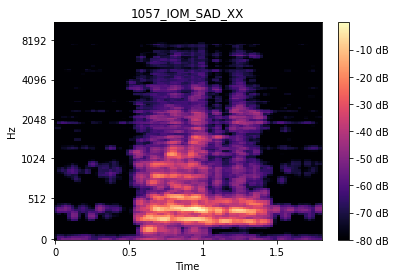 1057_IOM_SAD_XX
Hz
8192
4096
2048
1024
512
0
0
0.5
1
1.5
Time
-10 dB
-20 dB
-30 dB
-40 dB
-50 dB
-60 dB
-70 dB
-80 dB